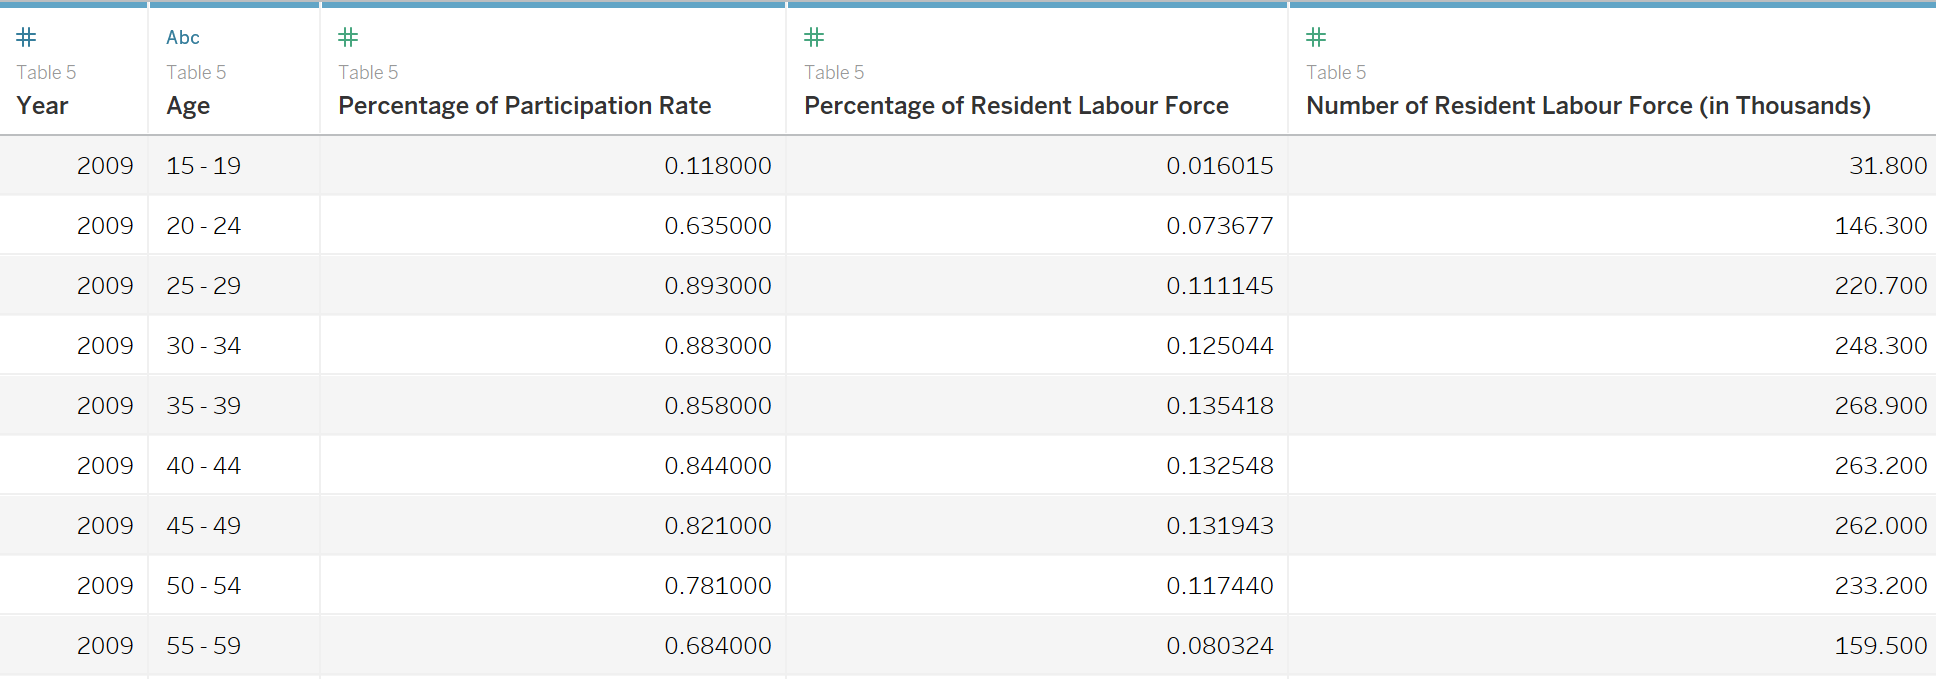 # Abc # # #
Table 5 Table 5 Table 5 Table 5 Table 5
Year Age Percentage of Participation Rate Percentage of Resident Labour Force Number of Resident Labour Force (in Thousands)
2009 15 - 19 0.118000 0.016015 31.800
2009 20 - 24 0.635000 0.073677 146.300
2009 25 - 29 0.893000 0.111145 220.700
2009 30 - 34 0.883000 0.125044 248.300
2009 35 - 39 0.858000 0.135418 268.900
2009 40 - 44 0.844000 0.132548 263.200
2009 45 - 49 0.821000 0.131943 262.000
2009 50 - 54 0.781000 0.117440 233.200
2009 55 - 59 0.684000 0.080324 159.500